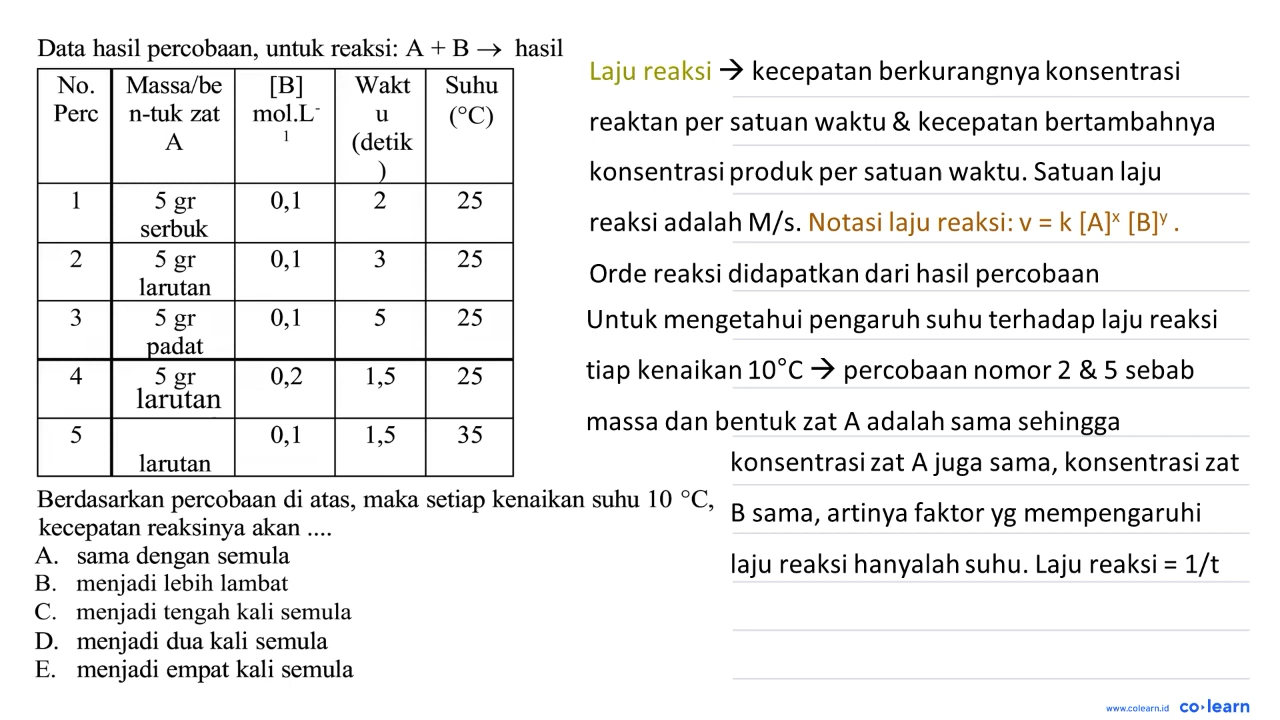 Data hasil percobaan, untuk reaksi: A + B → hasil
No. Perc | Massa/be n-tuk zat A | [B] mol.L⁻¹ | Wakt u (detik ) | Suhu (°C)
1 | 5 gr serbuk | 0,1 | 2 | 25
2 | 5 gr larutan | 0,1 | 3 | 25
3 | 5 gr padat | 0,1 | 5 | 25
4 | 5 gr larutan | 0,2 | 1,5 | 25
5 | larutan | 0,1 | 1,5 | 35
Berdasarkan percobaan di atas, maka setiap kenaikan suhu 10 °C,
kecepatan reaksinya akan ....
A. sama dengan semula
B. menjadi lebih lambat
C. menjadi tengah kali semula
D. menjadi dua kali semula
E. menjadi empat kali semula
Laju reaksi → kecepatan berkurangnya konsentrasi
reaktan per satuan waktu & kecepatan bertambahnya
konsentrasi produk per satuan waktu. Satuan laju
reaksi adalah M/s. Notasi laju reaksi: v = k [A]ˣ [B]ʸ .
Orde reaksi didapatkan dari hasil percobaan
Untuk mengetahui pengaruh suhu terhadap laju reaksi
tiap kenaikan 10°C → percobaan nomor 2 & 5 sebab
massa dan bentuk zat A adalah sama sehingga
konsentrasi zat A juga sama, konsentrasi zat
B sama, artinya faktor yg mempengaruhi
laju reaksi hanyalah suhu. Laju reaksi = 1/t
www.colearn.id co·learn